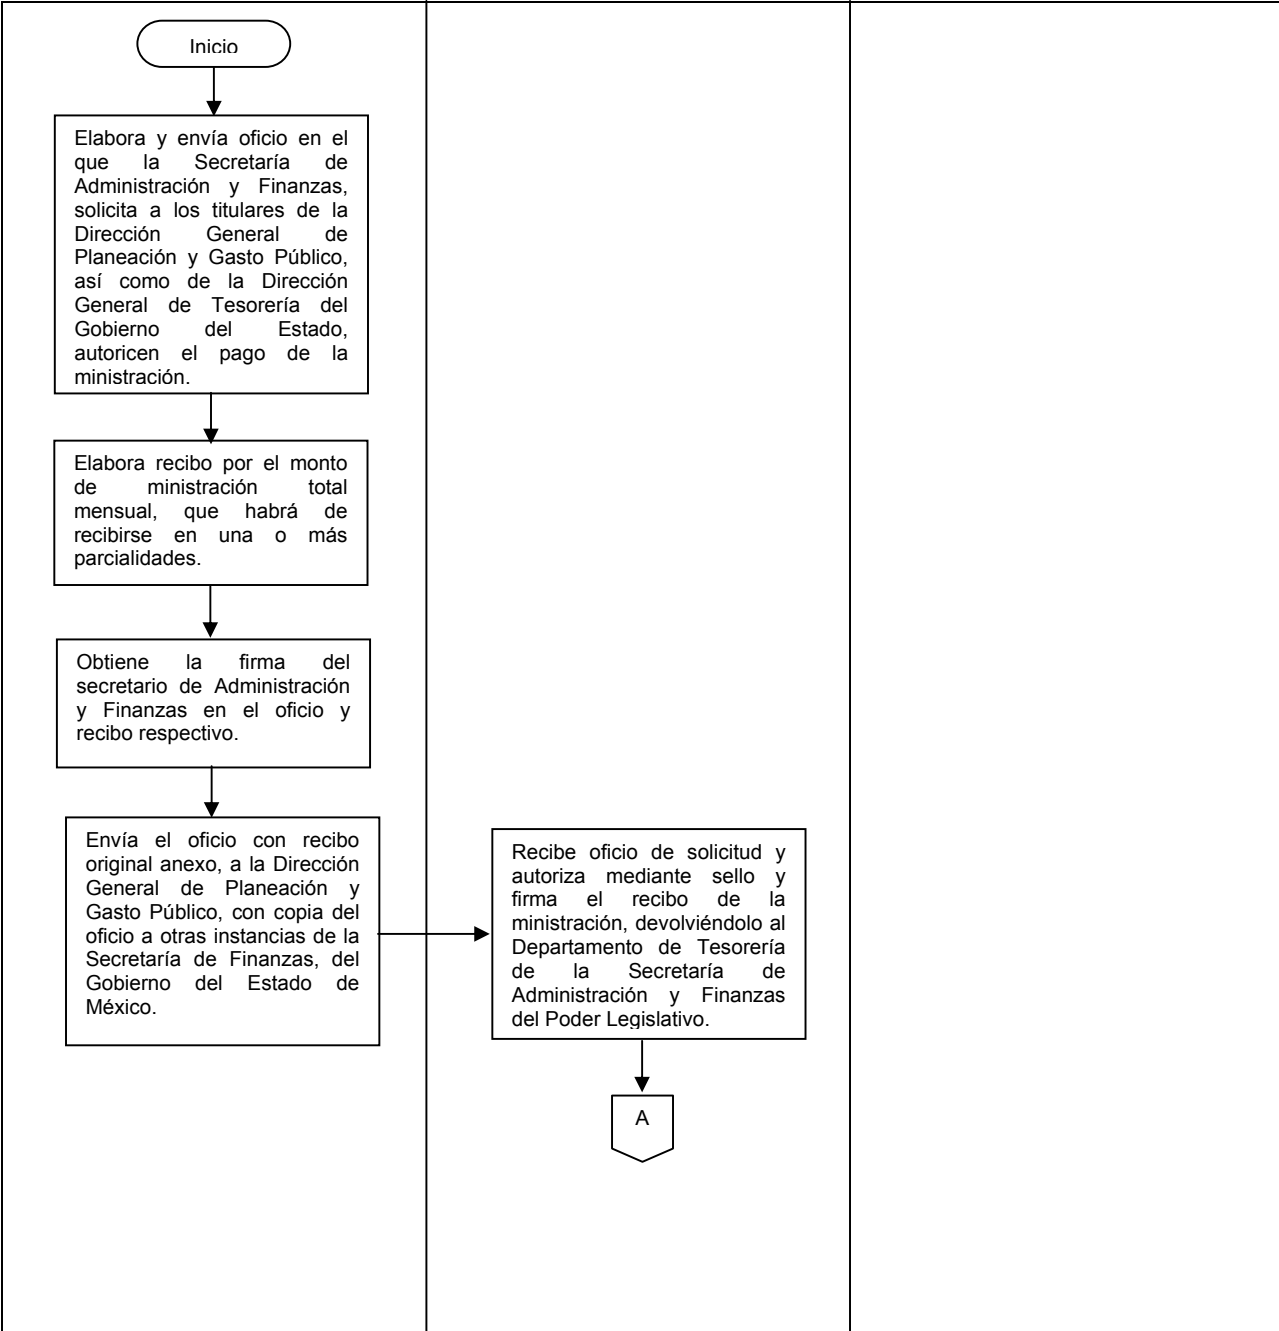 Inicio
Elabora y envía oficio en el
que la Secretaría de
Administración y Finanzas,
solicita a los titulares de la
Dirección General de
Planeación y Gasto Público,
así como de la Dirección
General de Tesorería del
Gobierno del Estado,
autoricen el pago de la
ministración.
Elabora recibo por el monto
de ministración total
mensual, que habrá de
recibirse en una o más
parcialidades.
Obtiene la firma del
secretario de Administración
y Finanzas en el oficio y
recibo respectivo.
Envía el oficio con recibo
original anexo, a la Dirección
General de Planeación y
Gasto Público, con copia del
oficio a otras instancias de la
Secretaría de Finanzas, del
Gobierno del Estado de
México.
Recibe oficio de solicitud y
autoriza mediante sello y
firma el recibo de la
ministración, devolviéndolo al
Departamento de Tesorería
de la Secretaría de
Administración y Finanzas
del Poder Legislativo.
A